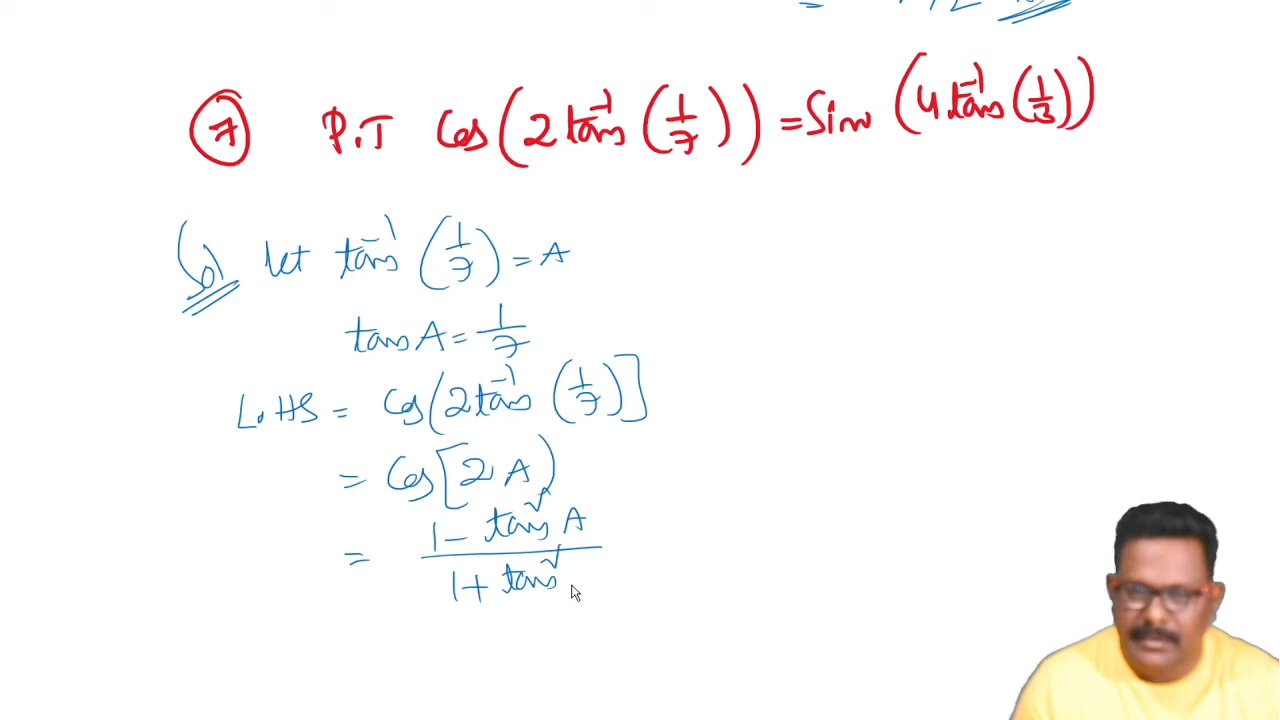 7 P.T Cos(2tan⁻¹(1/7)) = Sin(4tan⁻¹(1/3))
Sol let tan⁻¹(1/7) = A
tan A = 1/7
L.HS = Cos(2tan⁻¹(1/7)]
= Cos[2A)
= 1 - tan²A / 1 + tan²